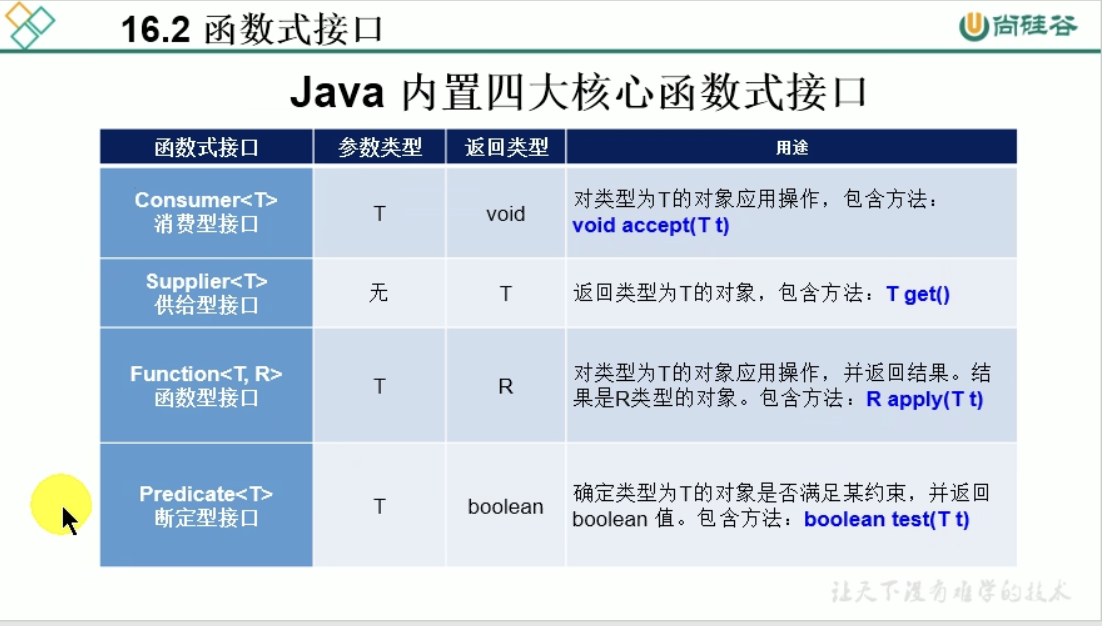 16.2 函数式接口
尚硅谷
Java 内置四大核心函数式接口
函数式接口
参数类型
返回类型
用途
Consumer<T>
消费型接口
T
void
对类型为T的对象应用操作，包含方法：
void accept(T t)
Supplier<T>
供给型接口
无
T
返回类型为T的对象，包含方法：T get()
Function<T, R>
函数型接口
T
R
对类型为T的对象应用操作，并返回结果。结
果是R类型的对象。包含方法：R apply(T t)
Predicate<T>
断定型接口
T
boolean
确定类型为T的对象是否满足某约束，并返回
boolean 值。包含方法：boolean test(T t)
让天下没有难学的技术